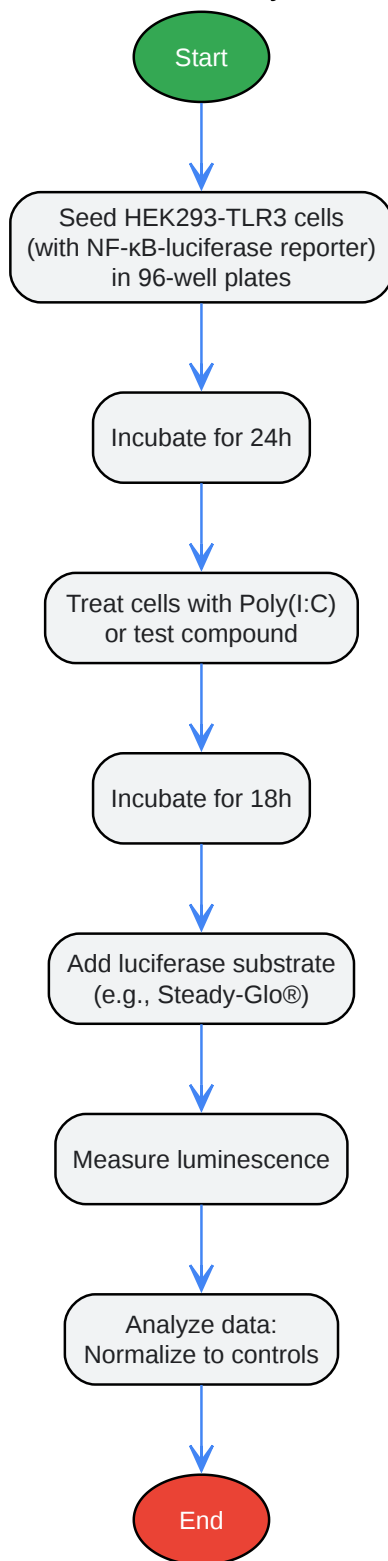 Start
Seed HEK293-TLR3 cells
(with NF-κB-luciferase reporter)
in 96-well plates
Incubate for 24h
Treat cells with Poly(I:C)
or test compound
Incubate for 18h
Add luciferase substrate
(e.g., Steady-Glo®)
Measure luminescence
Analyze data:
Normalize to controls
End